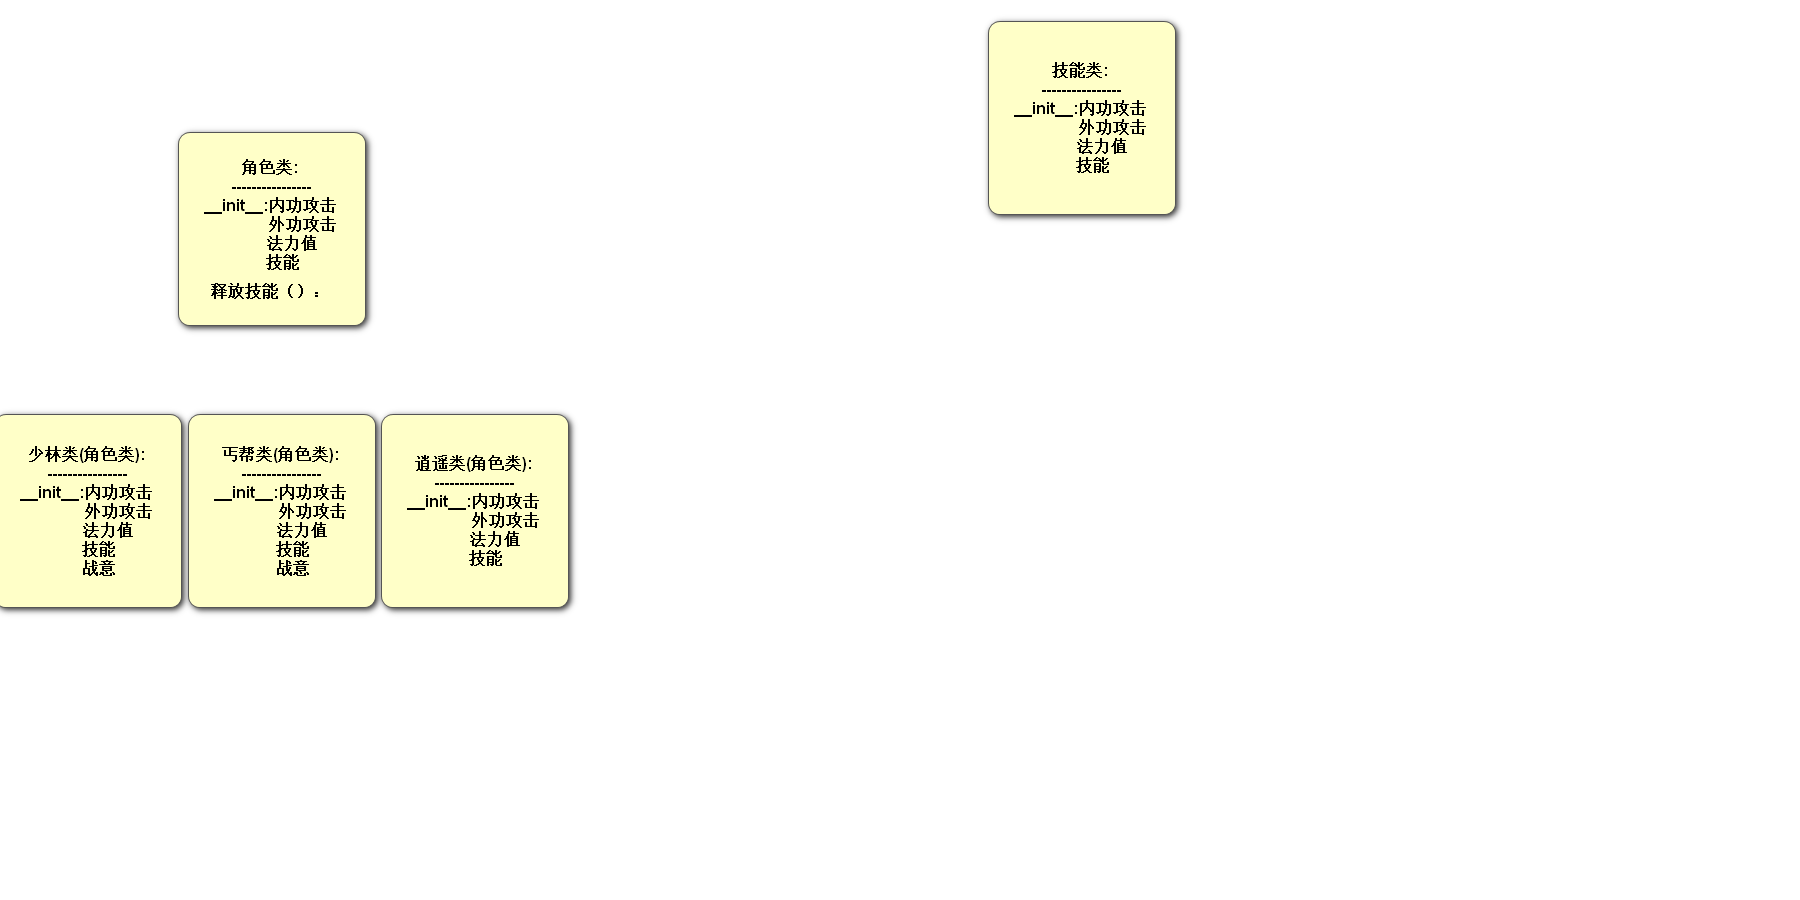 技能类:
----------------
__init__:内功攻击
外功攻击
法力值
技能
角色类:
----------------
__init__:内功攻击
外功攻击
法力值
技能
释放技能（）：
少林类(角色类):
----------------
__init__:内功攻击
外功攻击
法力值
技能
战意
丐帮类(角色类):
----------------
__init__:内功攻击
外功攻击
法力值
技能
战意
逍遥类(角色类):
----------------
__init__:内功攻击
外功攻击
法力值
技能